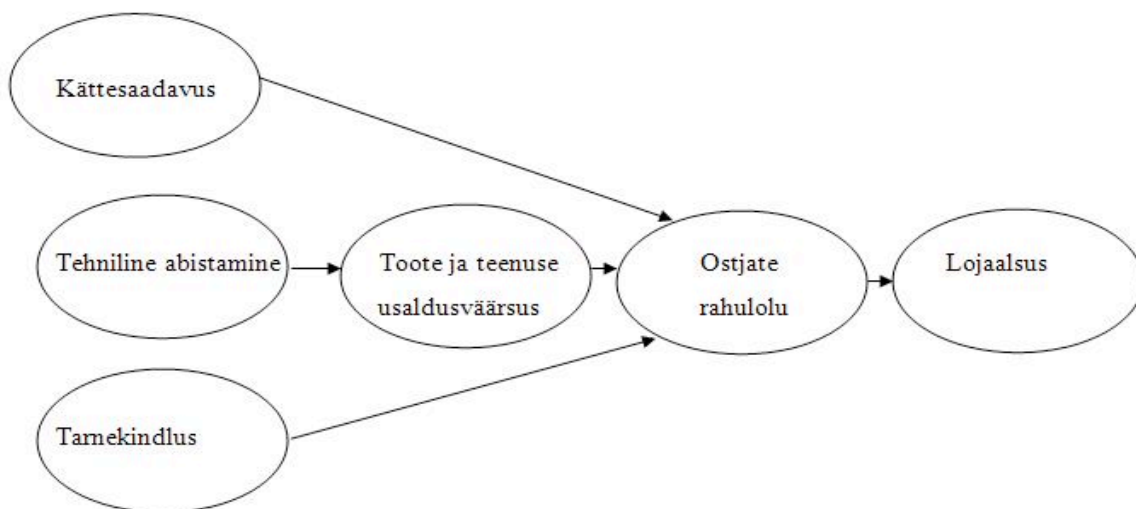 Kättesaadavus
Tehniline abistamine
Toote ja teenuse
usaldusväärsus
Ostjate
rahulolu
Lojaalsus
Tarnekindlus